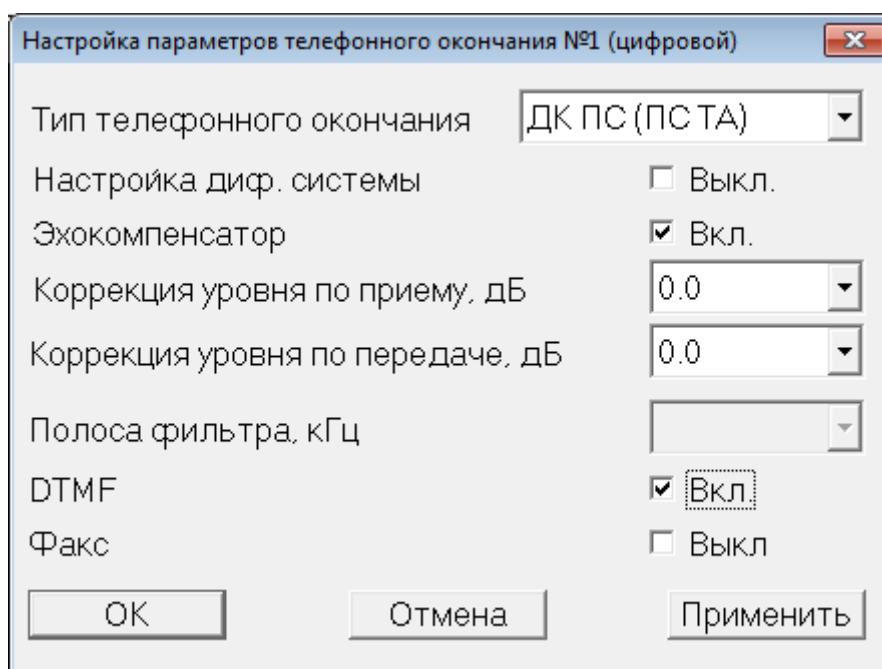 Настройка параметров телефонного окончания №1 (цифровой)
Тип телефонного окончания ДК ПС (ПС ТА)
Настройка диф. системы Выкл.
Эхокомпенсатор Вкл.
Коррекция уровня по приему, дБ 0.0
Коррекция уровня по передаче, дБ 0.0
Полоса фильтра, кГц
DTMF Вкл.
Факс Выкл
OK Отмена Применить